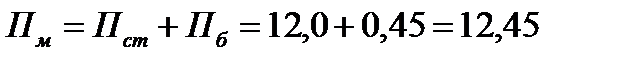 Пм = Пст + Пб = 12,0 + 0,45 = 12,45